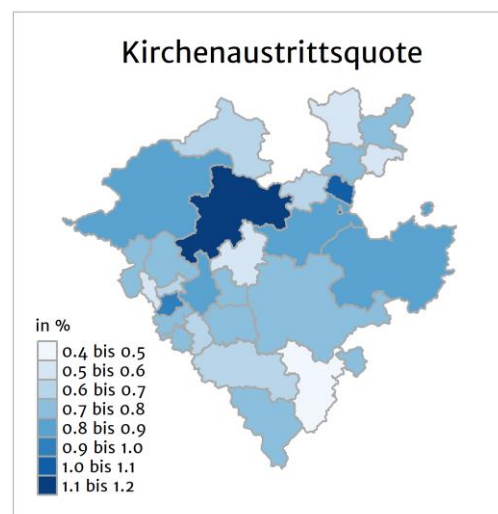 Kirchenaustrittsquote
in %
0.4 bis 0.5
0.5 bis 0.6
0.6 bis 0.7
0.7 bis 0.8
0.8 bis 0.9
0.9 bis 1.0
1.0 bis 1.1
1.1 bis 1.2